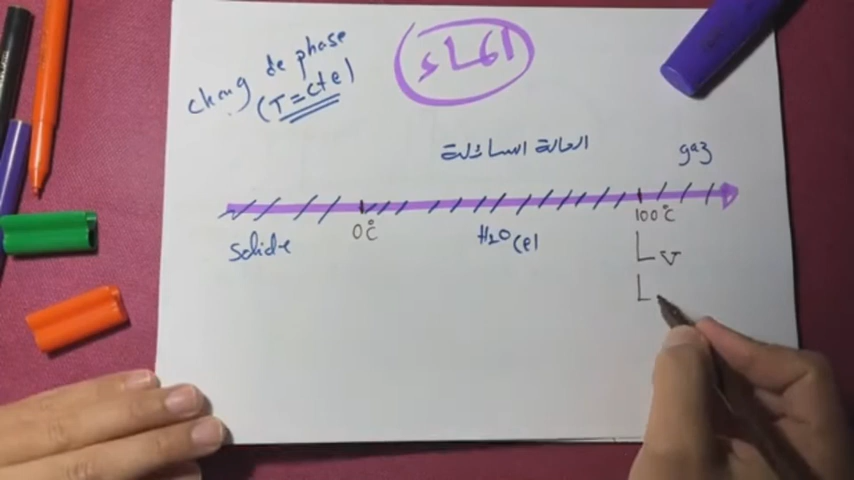 chang de phase
(T=cte)
الماء
الحالة السائلة
gaz
solide
0°C
H₂O(l)
100°C
Lv
L